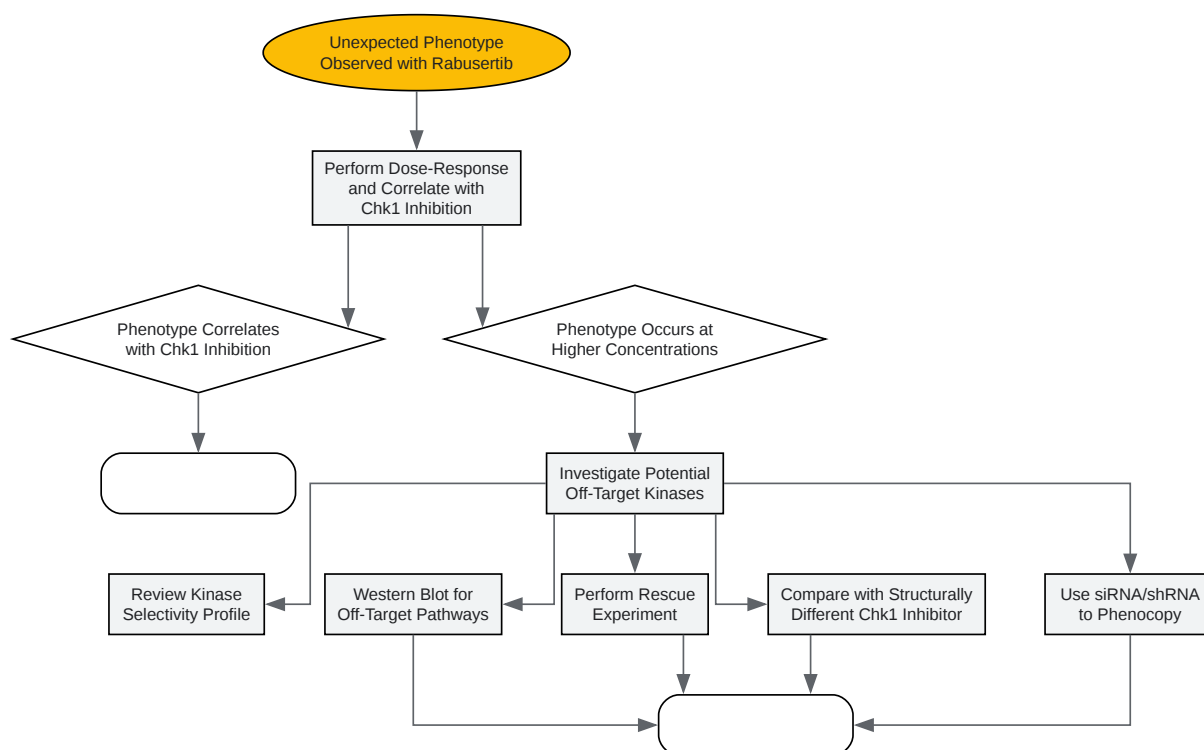 Unexpected Phenotype
Observed with Rabusertib
Perform Dose-Response
and Correlate with
Chk1 Inhibition
Phenotype Correlates
with Chk1 Inhibition
Phenotype Occurs at
Higher Concentrations
Investigate Potential
Off-Target Kinases
Review Kinase
Selectivity Profile
Western Blot for
Off-Target Pathways
Perform Rescue
Experiment
Compare with Structurally
Different Chk1 Inhibitor
Use siRNA/shRNA
to Phenocopy